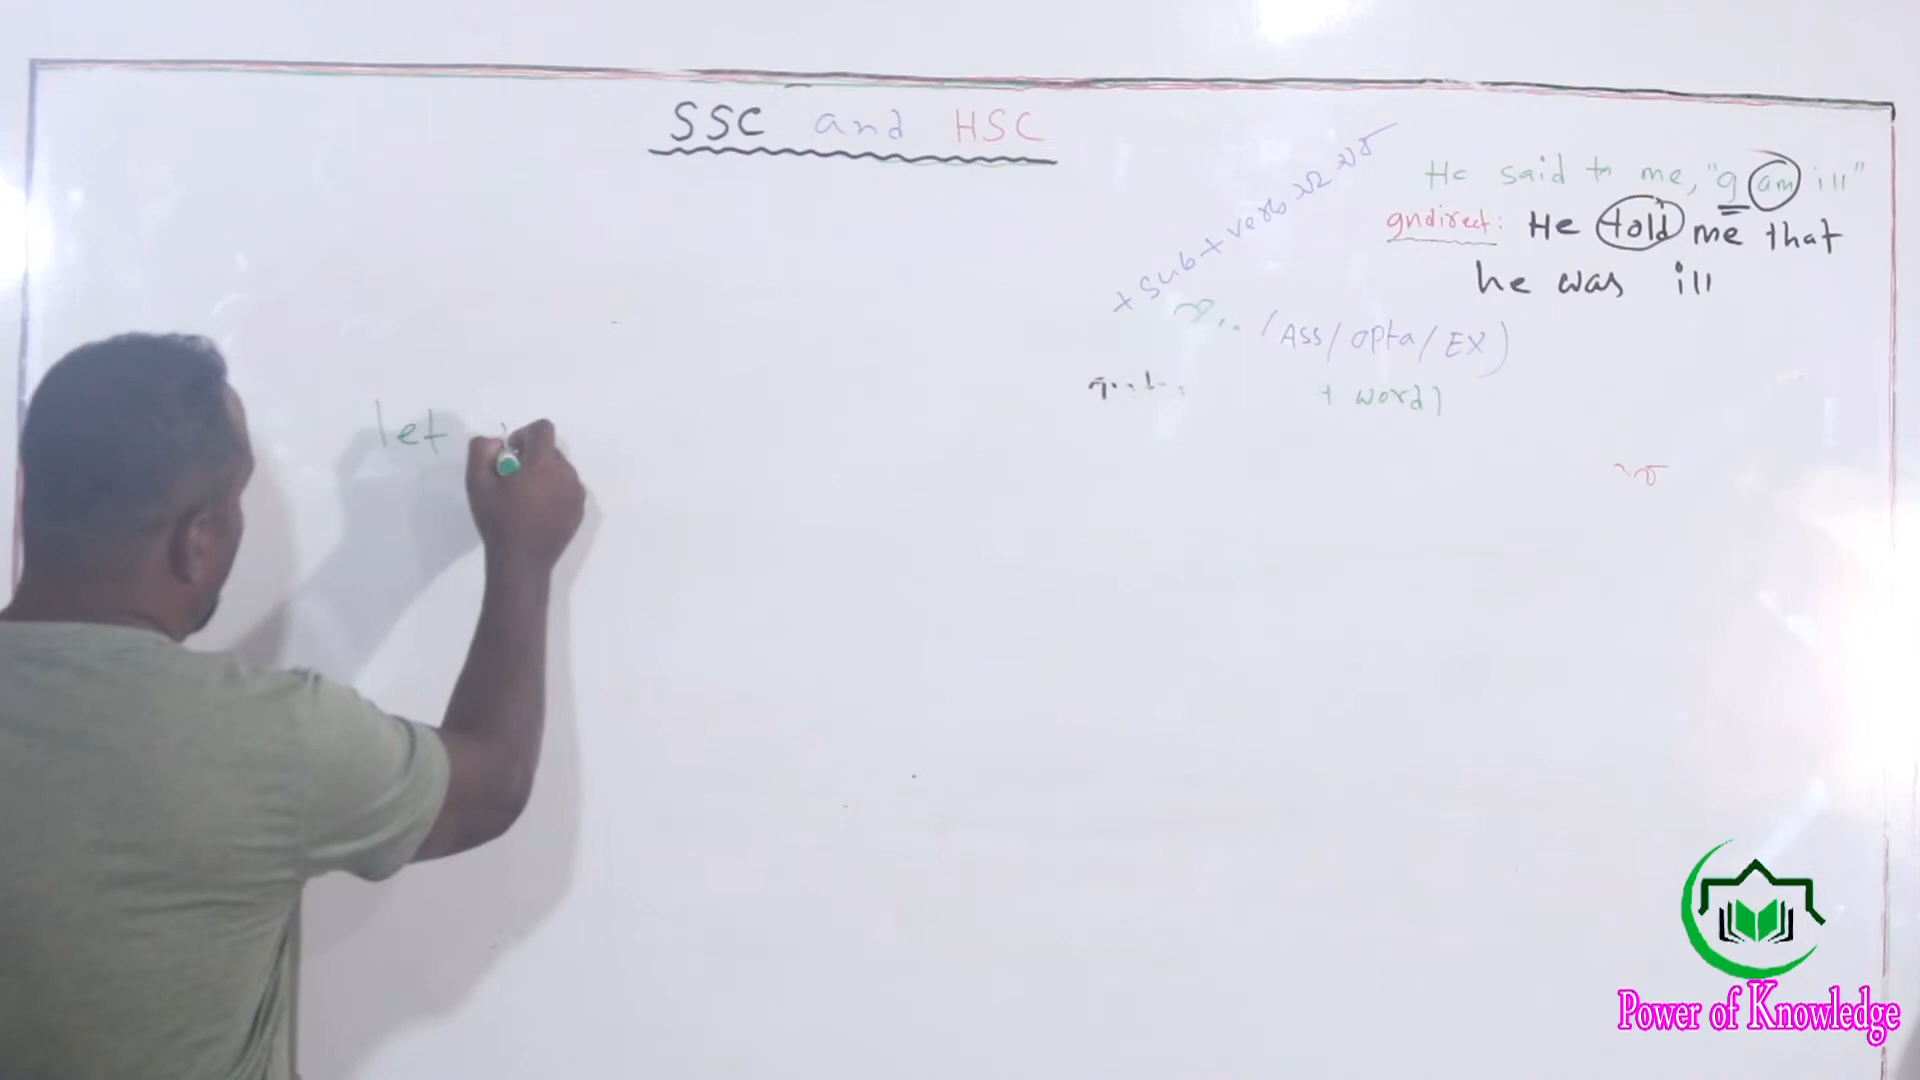 SSC and HSC
He said to me, "I am ill"
Indirect: He told me that
he was ill
+ sub + verb
(Ass/opta/EX)
+ word)
let
Power of Knowledge